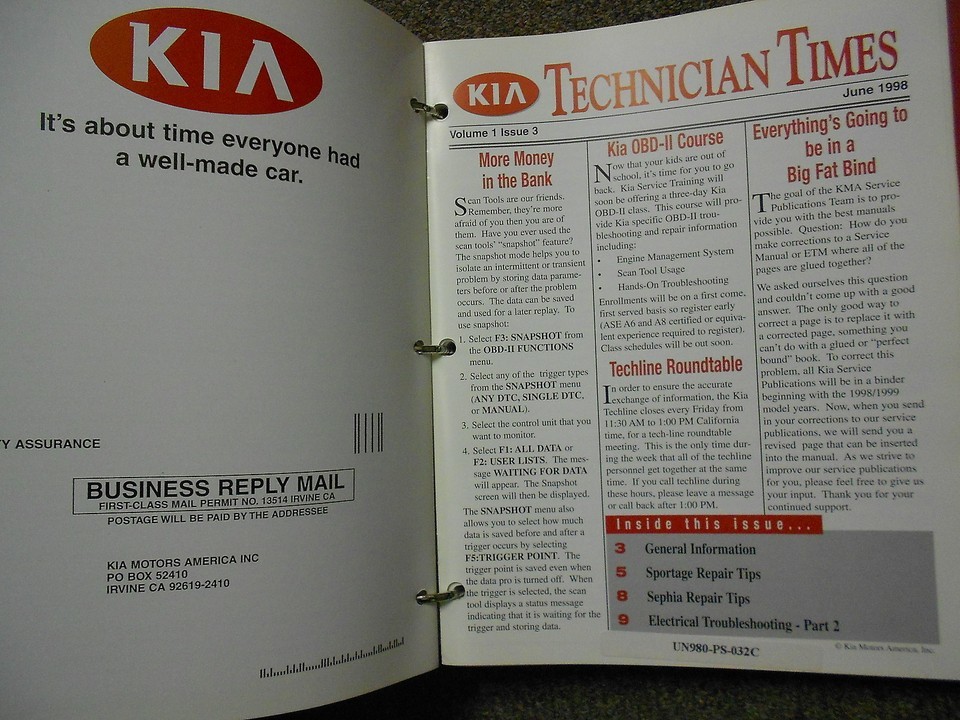 KIA
It's about time everyone had
a well-made car.
TY ASSURANCE
BUSINESS REPLY MAIL
FIRST-CLASS MAIL PERMIT NO. 13514 IRVINE CA
POSTAGE WILL BE PAID BY THE ADDRESSEE
KIA MOTORS AMERICA INC
PO BOX 52410
IRVINE CA 92619-2410
KIA TECHNICIAN TIMES
June 1998
Volume 1 Issue 3
More Money
in the Bank
Scan Tools are our friends.
Remember, they're more
afraid of you then you are of
them. Have you ever used the
scan tools' "snapshot" feature?
The snapshot mode helps you to
isolate an intermittent or transient
problem by storing data parame-
ters before or after the problem
occurs. The data can be saved
and used for a later replay. To
use snapshot:
1. Select F3: SNAPSHOT from
the OBD-II FUNCTIONS
menu.
2. Select any of the trigger types
from the SNAPSHOT menu
(ANY DTC, SINGLE DTC,
or MANUAL).
3. Select the control unit that you
want to monitor.
4. Select F1: ALL DATA or
F2: USER LISTS. The mes-
sage WAITING FOR DATA
will appear. The Snapshot
screen will then be displayed.
The SNAPSHOT menu also
allows you to select how much
data is saved before and after a
trigger occurs by selecting
F5:TRIGGER POINT. The
trigger point is saved even when
the data pro is turned off. When
the trigger is selected, the scan
tool displays a status message
indicating that it is waiting for the
trigger and storing data.
Kia OBD-II Course
Now that your kids are out of
school, it's time for you to go
back. Kia Service Training will
soon be offering a three-day Kia
OBD-II class. This course will pro-
vide Kia specific OBD-II trou-
bleshooting and repair information
including:
• Engine Management System
• Scan Tool Usage
• Hands-On Troubleshooting
Enrollments will be on a first come,
first served basis so register early
(ASE A6 and A8 certified or equiva-
lent experience required to register).
Class schedules will be out soon.
Techline Roundtable
In order to ensure the accurate
exchange of information, the Kia
Techline closes every Friday from
11:30 AM to 1:00 PM California
time, for a tech-line roundtable
meeting. This is the only time dur-
ing the week that all of the techline
personnel get together at the same
time. If you call techline during
these hours, please leave a message
or call back after 1:00 PM.
Everything's Going to
be in a
Big Fat Bind
The goal of the KMA Service
Publications Team is to pro-
vide you with the best manuals
possible. Question: How do you
make corrections to a Service
Manual or ETM where all of the
pages are glued together?
We asked ourselves this question
and couldn't come up with a good
answer. The only good way to
correct a page is to replace it with
a corrected page, something you
can't do with a glued or "perfect
bound" book. To correct this
problem, all Kia Service
Publications will be in a binder
beginning with the 1998/1999
model years. Now, when you send
in your corrections to our service
publications, we will send you a
revised page that can be inserted
into the manual. As we strive to
improve our service publications
for you, please feel free to give us
your input. Thank you for your
continued support.
Inside this issue...
3 General Information
5 Sportage Repair Tips
8 Sephia Repair Tips
9 Electrical Troubleshooting - Part 2
UN980-PS-032C
© Kia Motors America, Inc.